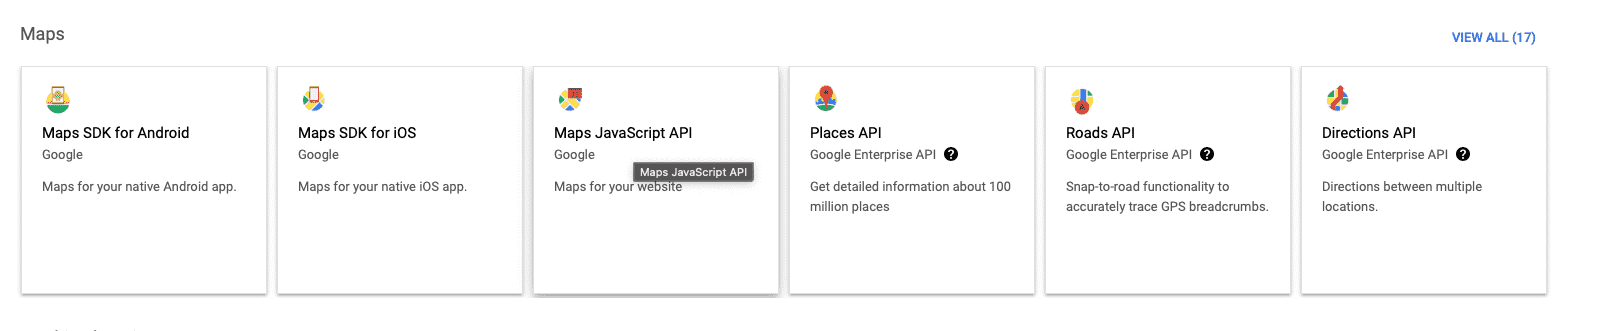 Maps
VIEW ALL (17)
Maps SDK for Android
Google
Maps for your native Android app.
Maps SDK for iOS
Google
Maps for your native iOS app.
Maps JavaScript API
Google
Maps JavaScript API
Maps for your website
Places API
Google Enterprise API ?
Get detailed information about 100
million places
Roads API
Google Enterprise API ?
Snap-to-road functionality to
accurately trace GPS breadcrumbs.
Directions API
Google Enterprise API ?
Directions between multiple
locations.